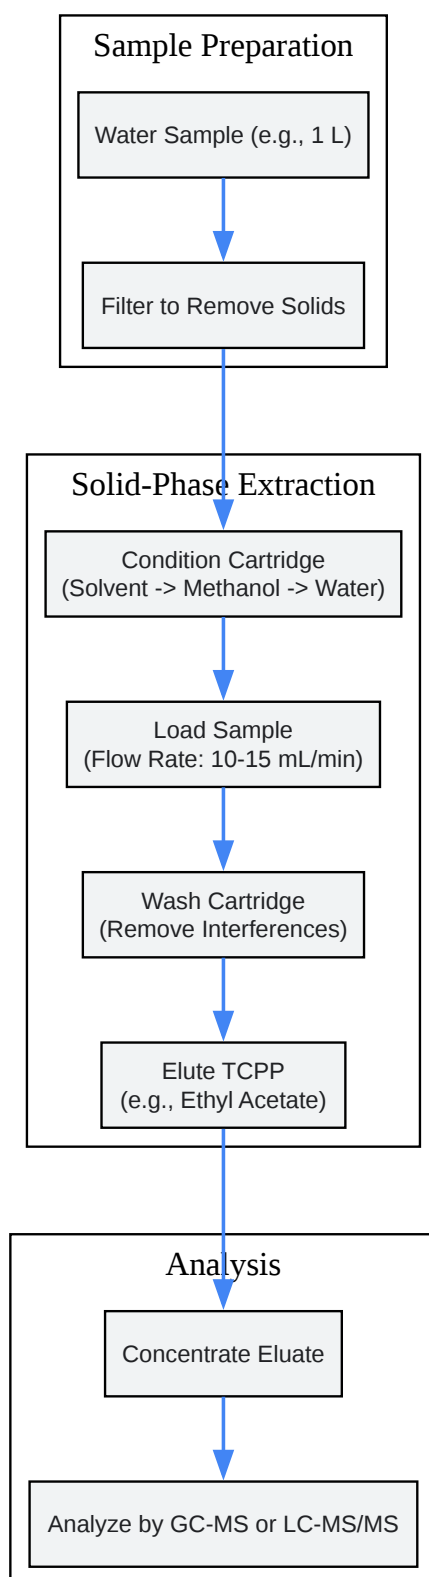 Sample Preparation
Water Sample (e.g., 1 L)
Filter to Remove Solids
Solid-Phase Extraction
Condition Cartridge
(Solvent -> Methanol -> Water)
Load Sample
(Flow Rate: 10-15 mL/min)
Wash Cartridge
(Remove Interferences)
Elute TCPP
(e.g., Ethyl Acetate)
Analysis
Concentrate Eluate
Analyze by GC-MS or LC-MS/MS